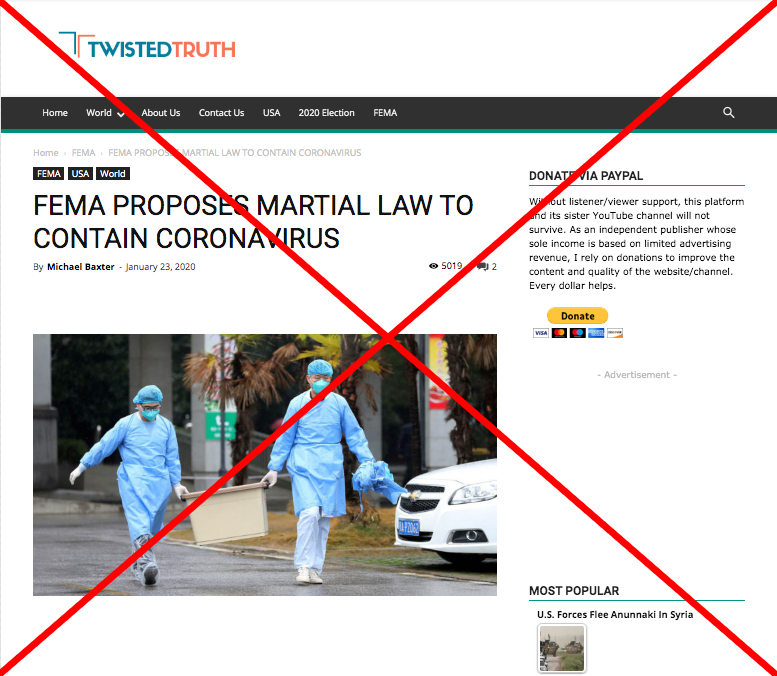 TWISTEDTRUTH
Home World About Us Contact Us USA 2020 Election FEMA
Home › FEMA › FEMA PROPOSES MARTIAL LAW TO CONTAIN CORONAVIRUS
FEMA USA World
FEMA PROPOSES MARTIAL LAW TO
CONTAIN CORONAVIRUS
By Michael Baxter - January 23, 2020 5019 2
DONATE VIA PAYPAL
Without listener/viewer support, this platform
and its sister YouTube channel will not
survive. As an independent publisher whose
sole income is based on limited advertising
revenue, I rely on donations to improve the
content and quality of the website/channel.
Every dollar helps.
Donate
VISA
- Advertisement -
MOST POPULAR
U.S. Forces Flee Anunnaki In Syria